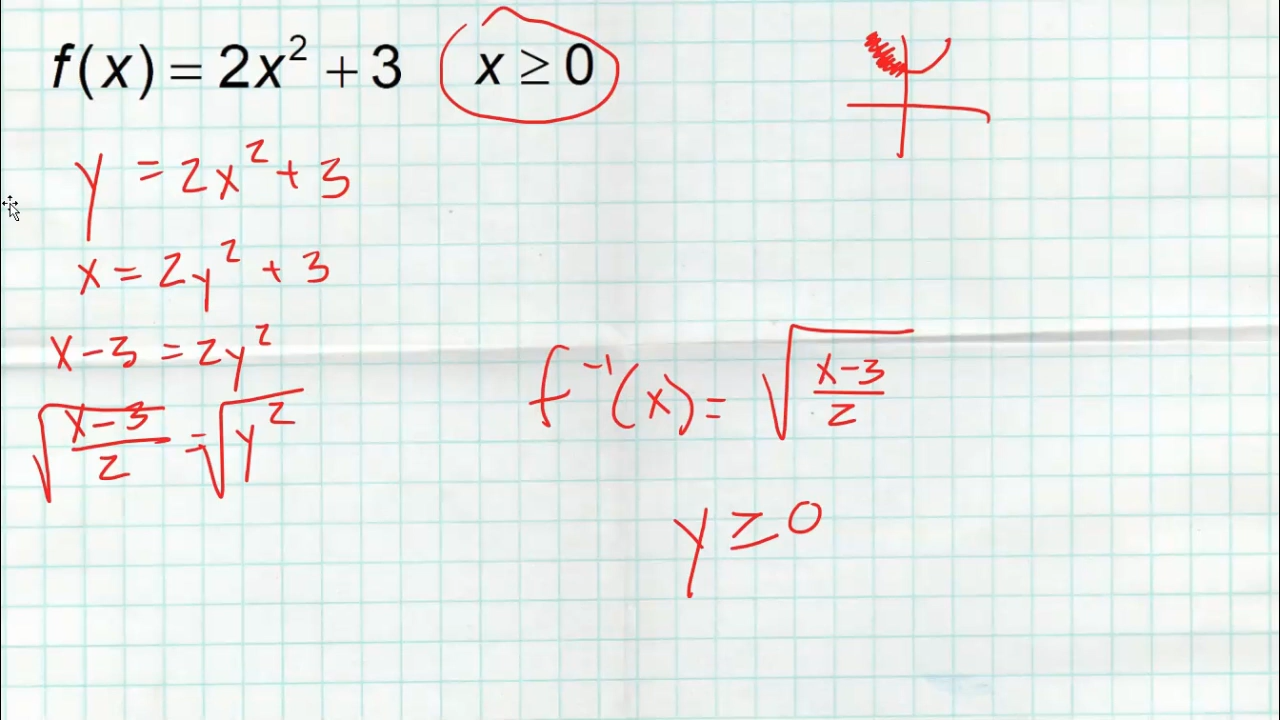 f(x) = 2x² + 3 x ≥ 0
y = 2x² + 3
x = 2y² + 3
x - 3 = 2y²
√((x-3)/2) = √(y²)
f⁻¹(x) = √((x-3)/2)
y ≥ 0